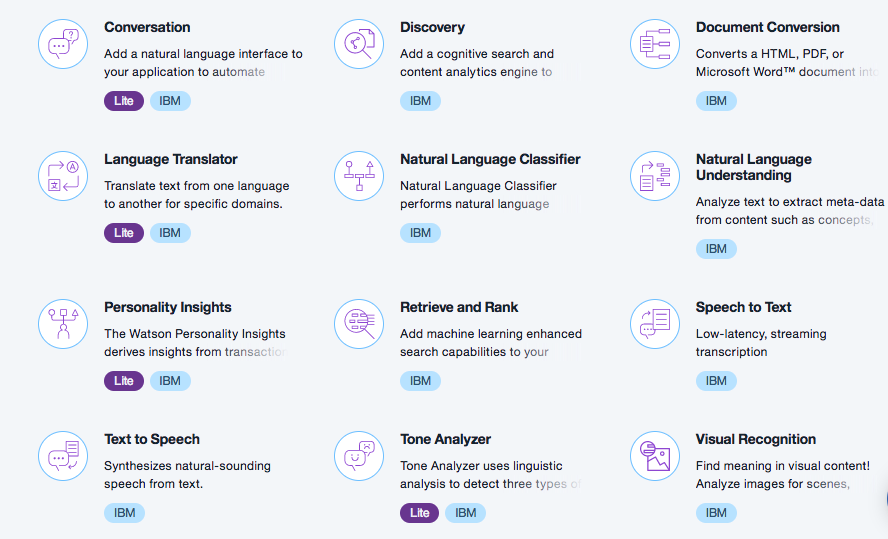 Conversation
Add a natural language interface to
your application to automate
Lite IBM
Discovery
Add a cognitive search and
content analytics engine to
IBM
Document Conversion
Converts a HTML, PDF, or
Microsoft Word™ document into
IBM
Language Translator
Translate text from one language
to another for specific domains.
Lite IBM
Natural Language Classifier
Natural Language Classifier
performs natural language
IBM
Natural Language
Understanding
Analyze text to extract meta-data
from content such as concepts,
IBM
Personality Insights
The Watson Personality Insights
derives insights from transaction
Lite IBM
Retrieve and Rank
Add machine learning enhanced
search capabilities to your
IBM
Speech to Text
Low-latency, streaming
transcription
IBM
Text to Speech
Synthesizes natural-sounding
speech from text.
IBM
Tone Analyzer
Tone Analyzer uses linguistic
analysis to detect three types of
Lite IBM
Visual Recognition
Find meaning in visual content!
Analyze images for scenes,
IBM